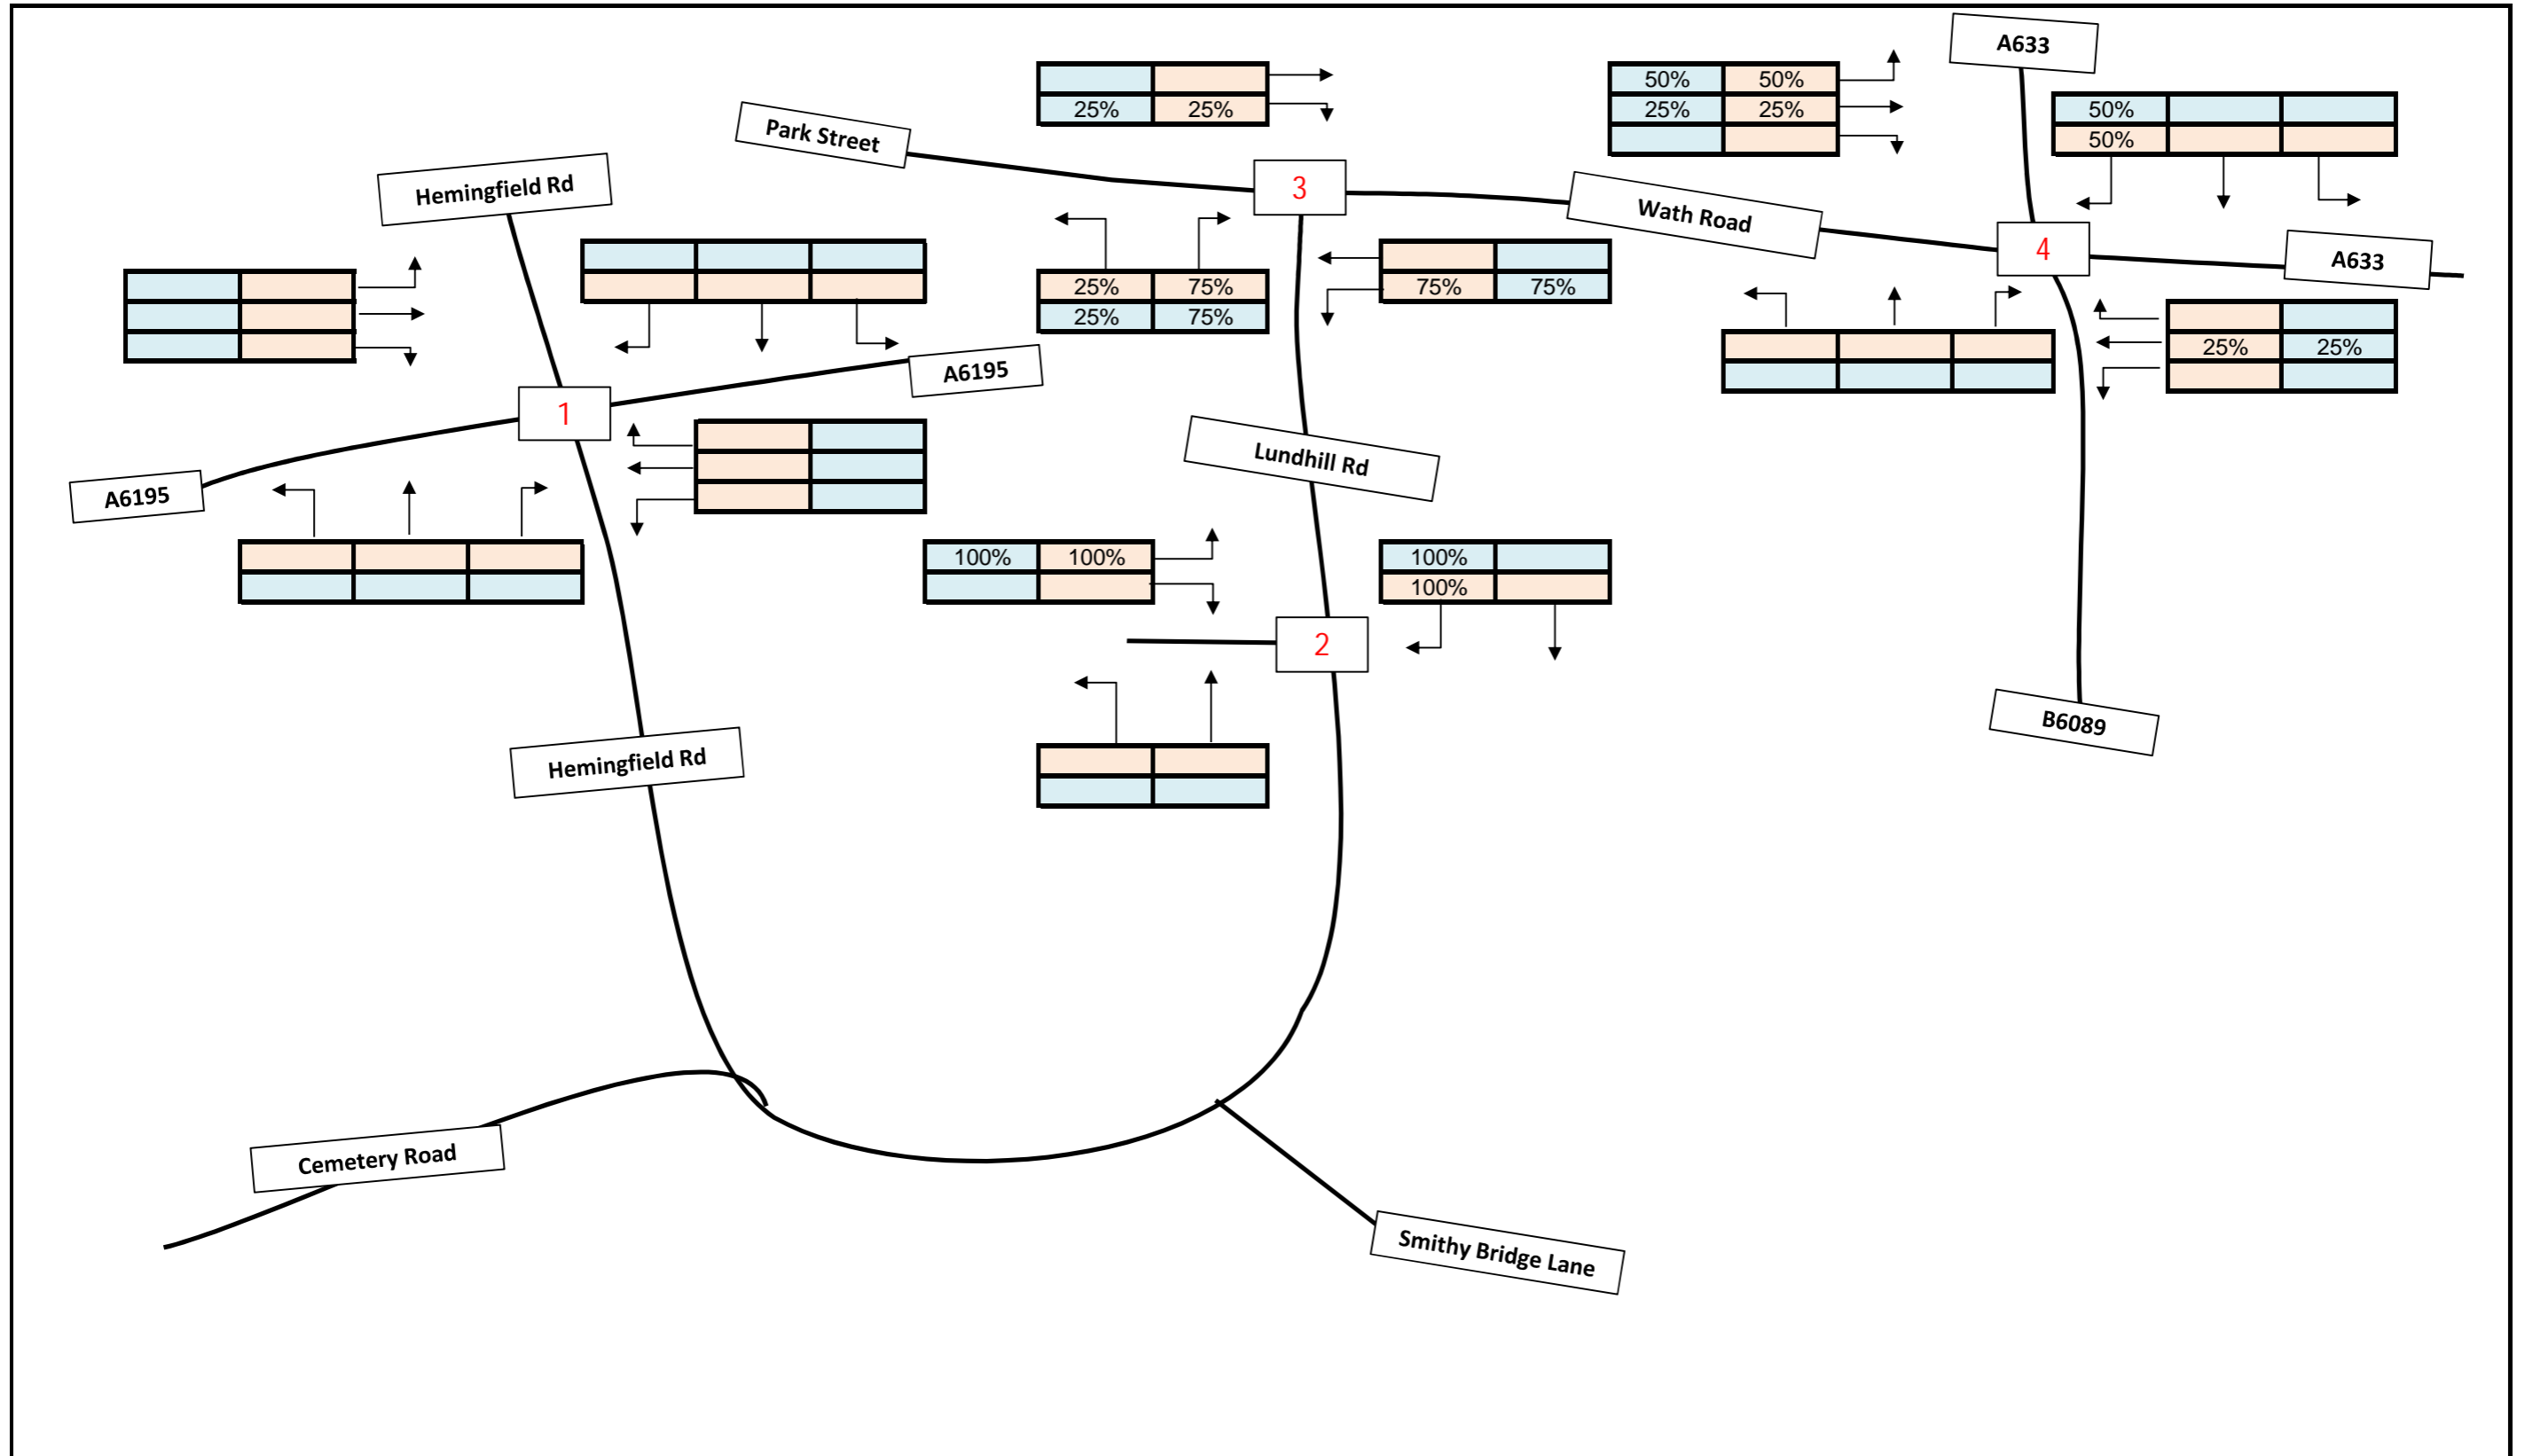 A633
50% 50%
25% 25%
25% 25%
50%
50%
Park Street
Hemingfield Rd
3
Wath Road
4
A633
25% 75%
25% 75%
75% 75%
25% 25%
A6195
1
A6195
Lundhill Rd
100% 100%
100%
100%
2
B6089
Hemingfield Rd
Cemetery Road
Smithy Bridge Lane